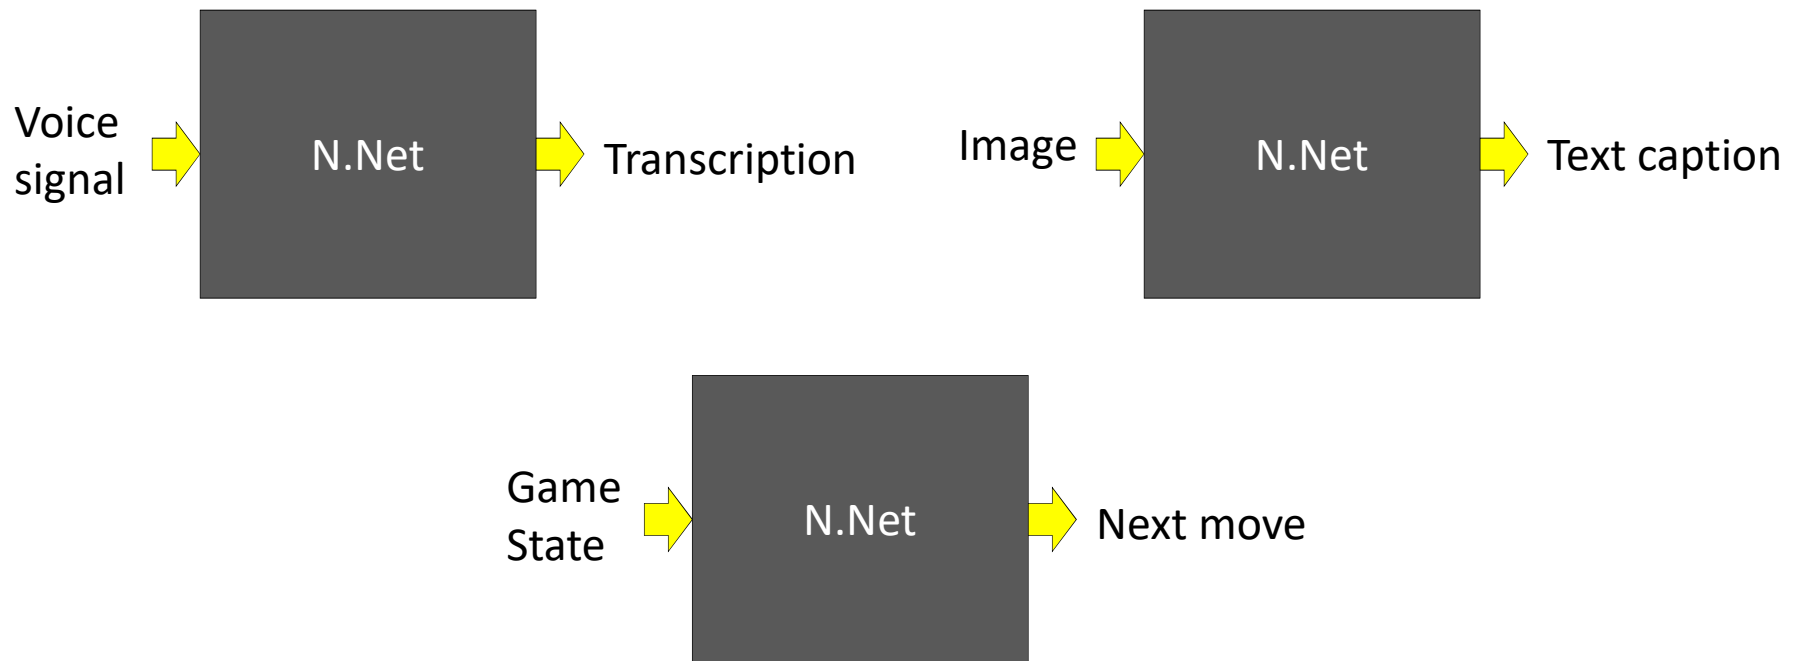 Voice
signal
N.Net
Transcription
Image
N.Net
Text caption
Game
State
N.Net
Next move